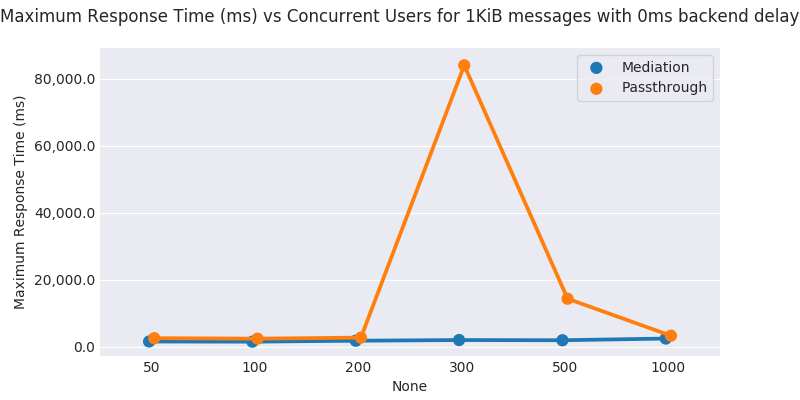 Maximum Response Time (ms) vs Concurrent Users for 1KiB messages with 0ms backend delay
Mediation
Passthrough
Maximum Response Time (ms)
80,000.0
60,000.0
40,000.0
20,000.0
0.0
50 100 200 300 500 1000
None